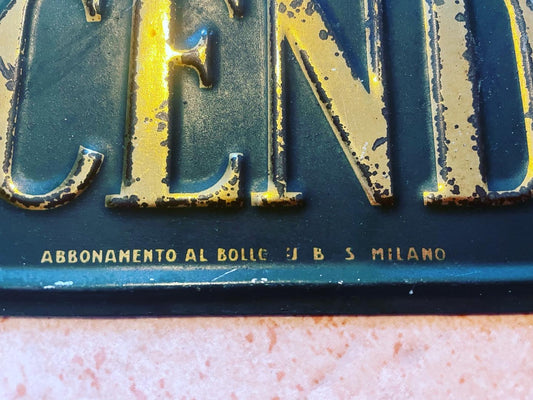 CEND
ABBONAMENTO AL BOLLO U B S MILANO